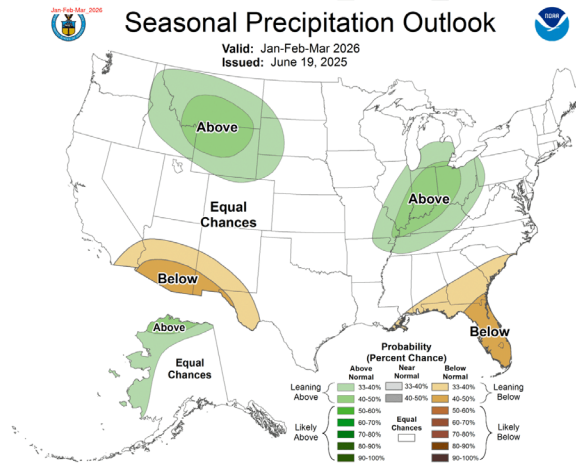 Jan-Feb-Mar_2026
Seasonal Precipitation Outlook
NOAA
Valid: Jan-Feb-Mar 2026
Issued: June 19, 2025
Above
Above
Equal
Chances
Below
Above
Equal
Chances
Below
Probability
(Percent Chance)
Above
Normal
Near
Normal
Below
Normal
Leaning
Above
33-40%
33-40%
33-40%
Leaning
Below
40-50%
40-50%
40-50%
Likely
Above
50-60%
60-70%
70-80%
80-90%
90-100%
Equal
Chances
50-60%
60-70%
70-80%
80-90%
90-100%
Likely
Below